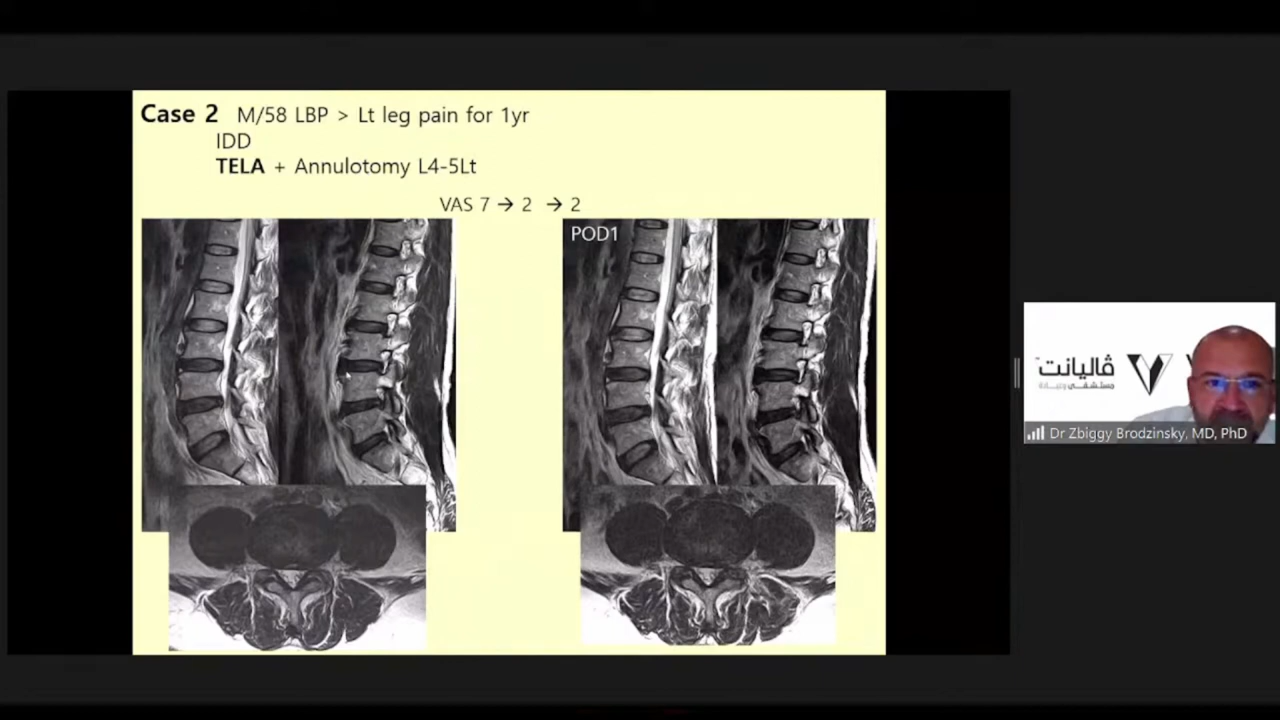 Case 2 M/58 LBP > Lt leg pain for 1yr
IDD
TELA + Annulotomy L4-5Lt
VAS 7 → 2 → 2
POD1
ڤاليانت
Dr Zbiggy Brodzinsky, MD, PhD